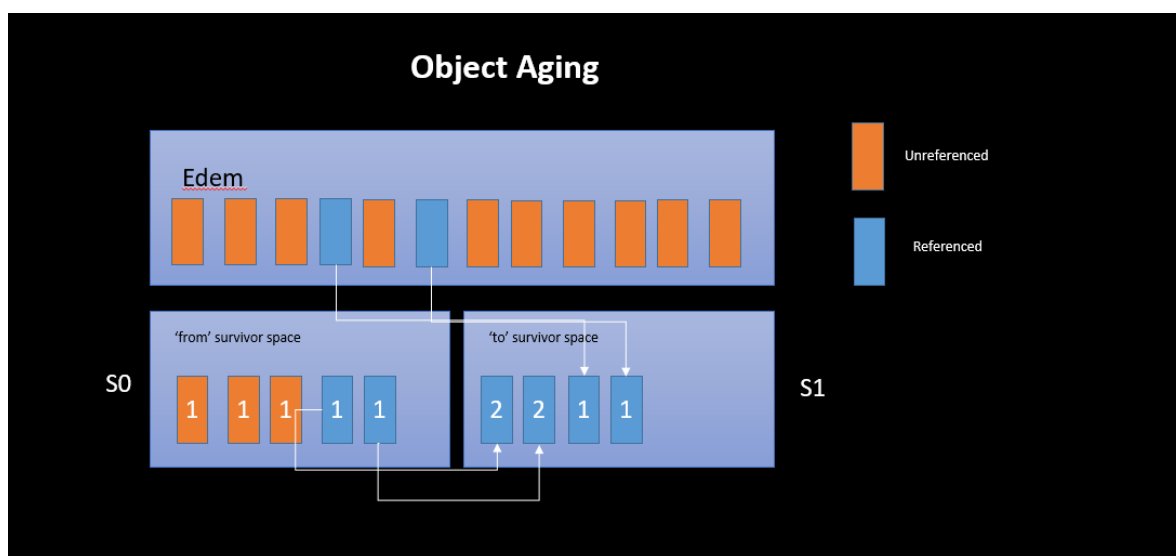 Object Aging
Edem
Unreferenced
Referenced
‘from’ survivor space
‘to’ survivor space
S0
1 1 1 1 1
2 2 1 1
S1